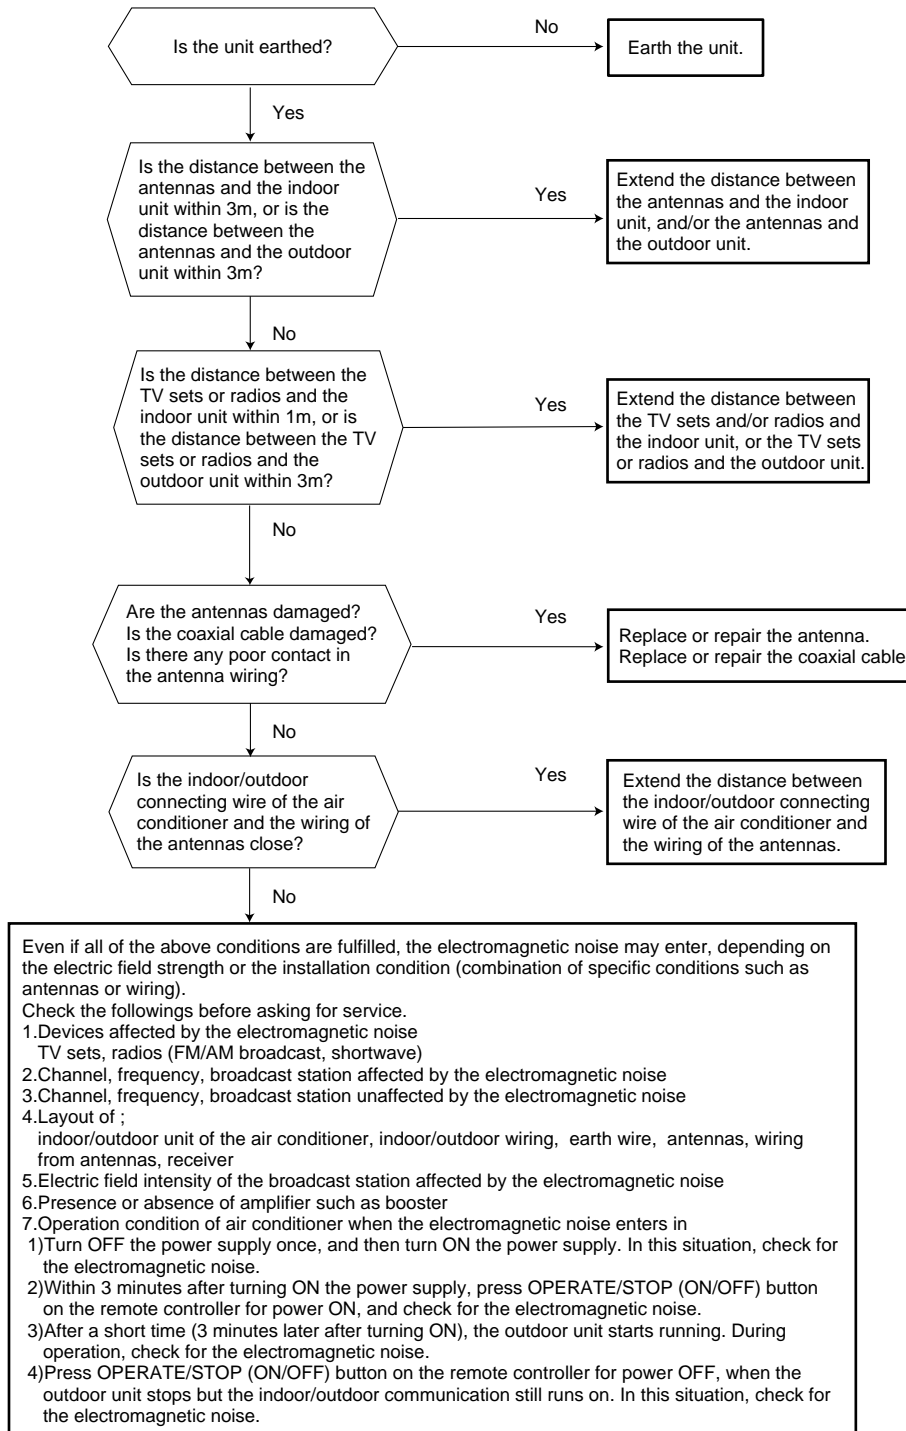 Is the unit earthed?
No
Earth the unit.
Yes
Is the distance between the
antennas and the indoor
unit within 3m, or is the
distance between the
antennas and the outdoor
unit within 3m?
Yes
Extend the distance between
the antennas and the indoor
unit, and/or the antennas and
the outdoor unit.
No
Is the distance between the
TV sets or radios and the
indoor unit within 1m, or is
the distance between the TV
sets or radios and the
outdoor unit within 3m?
Yes
Extend the distance between
the TV sets and/or radios and
the indoor unit, or the TV sets
or radios and the outdoor unit.
No
Are the antennas damaged?
Is the coaxial cable damaged?
Is there any poor contact in
the antenna wiring?
Yes
Replace or repair the antenna.
Replace or repair the coaxial cable
No
Is the indoor/outdoor
connecting wire of the air
conditioner and the wiring of
the antennas close?
Yes
Extend the distance between
the indoor/outdoor connecting
wire of the air conditioner and
the wiring of the antennas.
No
Even if all of the above conditions are fulfilled, the electromagnetic noise may enter, depending on
the electric field strength or the installation condition (combination of specific conditions such as
antennas or wiring).
Check the followings before asking for service.
1.Devices affected by the electromagnetic noise
TV sets, radios (FM/AM broadcast, shortwave)
2.Channel, frequency, broadcast station affected by the electromagnetic noise
3.Channel, frequency, broadcast station unaffected by the electromagnetic noise
4.Layout of ;
indoor/outdoor unit of the air conditioner, indoor/outdoor wiring, earth wire, antennas, wiring
from antennas, receiver
5.Electric field intensity of the broadcast station affected by the electromagnetic noise
6.Presence or absence of amplifier such as booster
7.Operation condition of air conditioner when the electromagnetic noise enters in
1)Turn OFF the power supply once, and then turn ON the power supply. In this situation, check for
the electromagnetic noise.
2)Within 3 minutes after turning ON the power supply, press OPERATE/STOP (ON/OFF) button
on the remote controller for power ON, and check for the electromagnetic noise.
3)After a short time (3 minutes later after turning ON), the outdoor unit starts running. During
operation, check for the electromagnetic noise.
4)Press OPERATE/STOP (ON/OFF) button on the remote controller for power OFF, when the
outdoor unit stops but the indoor/outdoor communication still runs on. In this situation, check for
the electromagnetic noise.